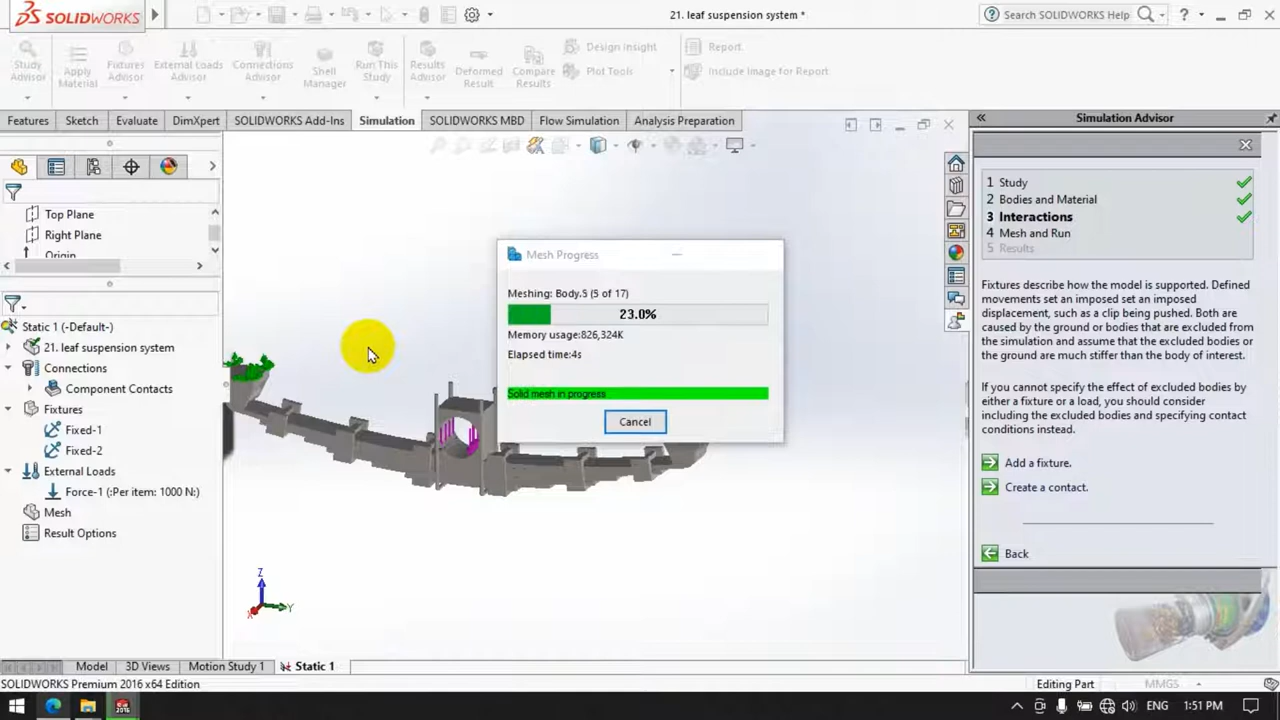 SOLIDWORKS
21. leaf suspension system *
Search SOLIDWORKS Help
?
Study
Advisor
Apply
Material
Fixtures
Advisor
External Loads
Advisor
Connections
Advisor
Shell
Manager
Run This
Study
Results
Advisor
Deformed
Result
Compare
Results
Design Insight
Plot Tools
Report
Include Image for Report
Features
Sketch
Evaluate
DimXpert
SOLIDWORKS Add-Ins
Simulation
SOLIDWORKS MBD
Flow Simulation
Analysis Preparation
Top Plane
Right Plane
Origin
Static 1 (-Default-)
21. leaf suspension system
Connections
Component Contacts
Fixtures
Fixed-1
Fixed-2
External Loads
Force-1 (:Per item: 1000 N:)
Mesh
Result Options
Mesh Progress
Meshing: Body.5 (5 of 17)
23.0%
Memory usage:826,324K
Elapsed time:4s
Solid mesh in progress
Cancel
Z
Y
X
Simulation Advisor
1 Study
2 Bodies and Material
3 Interactions
4 Mesh and Run
5 Results
Fixtures describe how the model is supported. Defined
movements set an imposed set an imposed
displacement, such as a clip being pushed. Both are
caused by the ground or bodies that are excluded from
the simulation and assume that the excluded bodies or
the ground are much stiffer than the body of interest.
If you cannot specify the effect of excluded bodies by
either a fixture or a load, you should consider
including the excluded bodies and specifying contact
conditions instead.
Add a fixture.
Create a contact.
Back
Model
3D Views
Motion Study 1
Static 1
SOLIDWORKS Premium 2016 x64 Edition
Editing Part
MMGS
ENG
1:51 PM